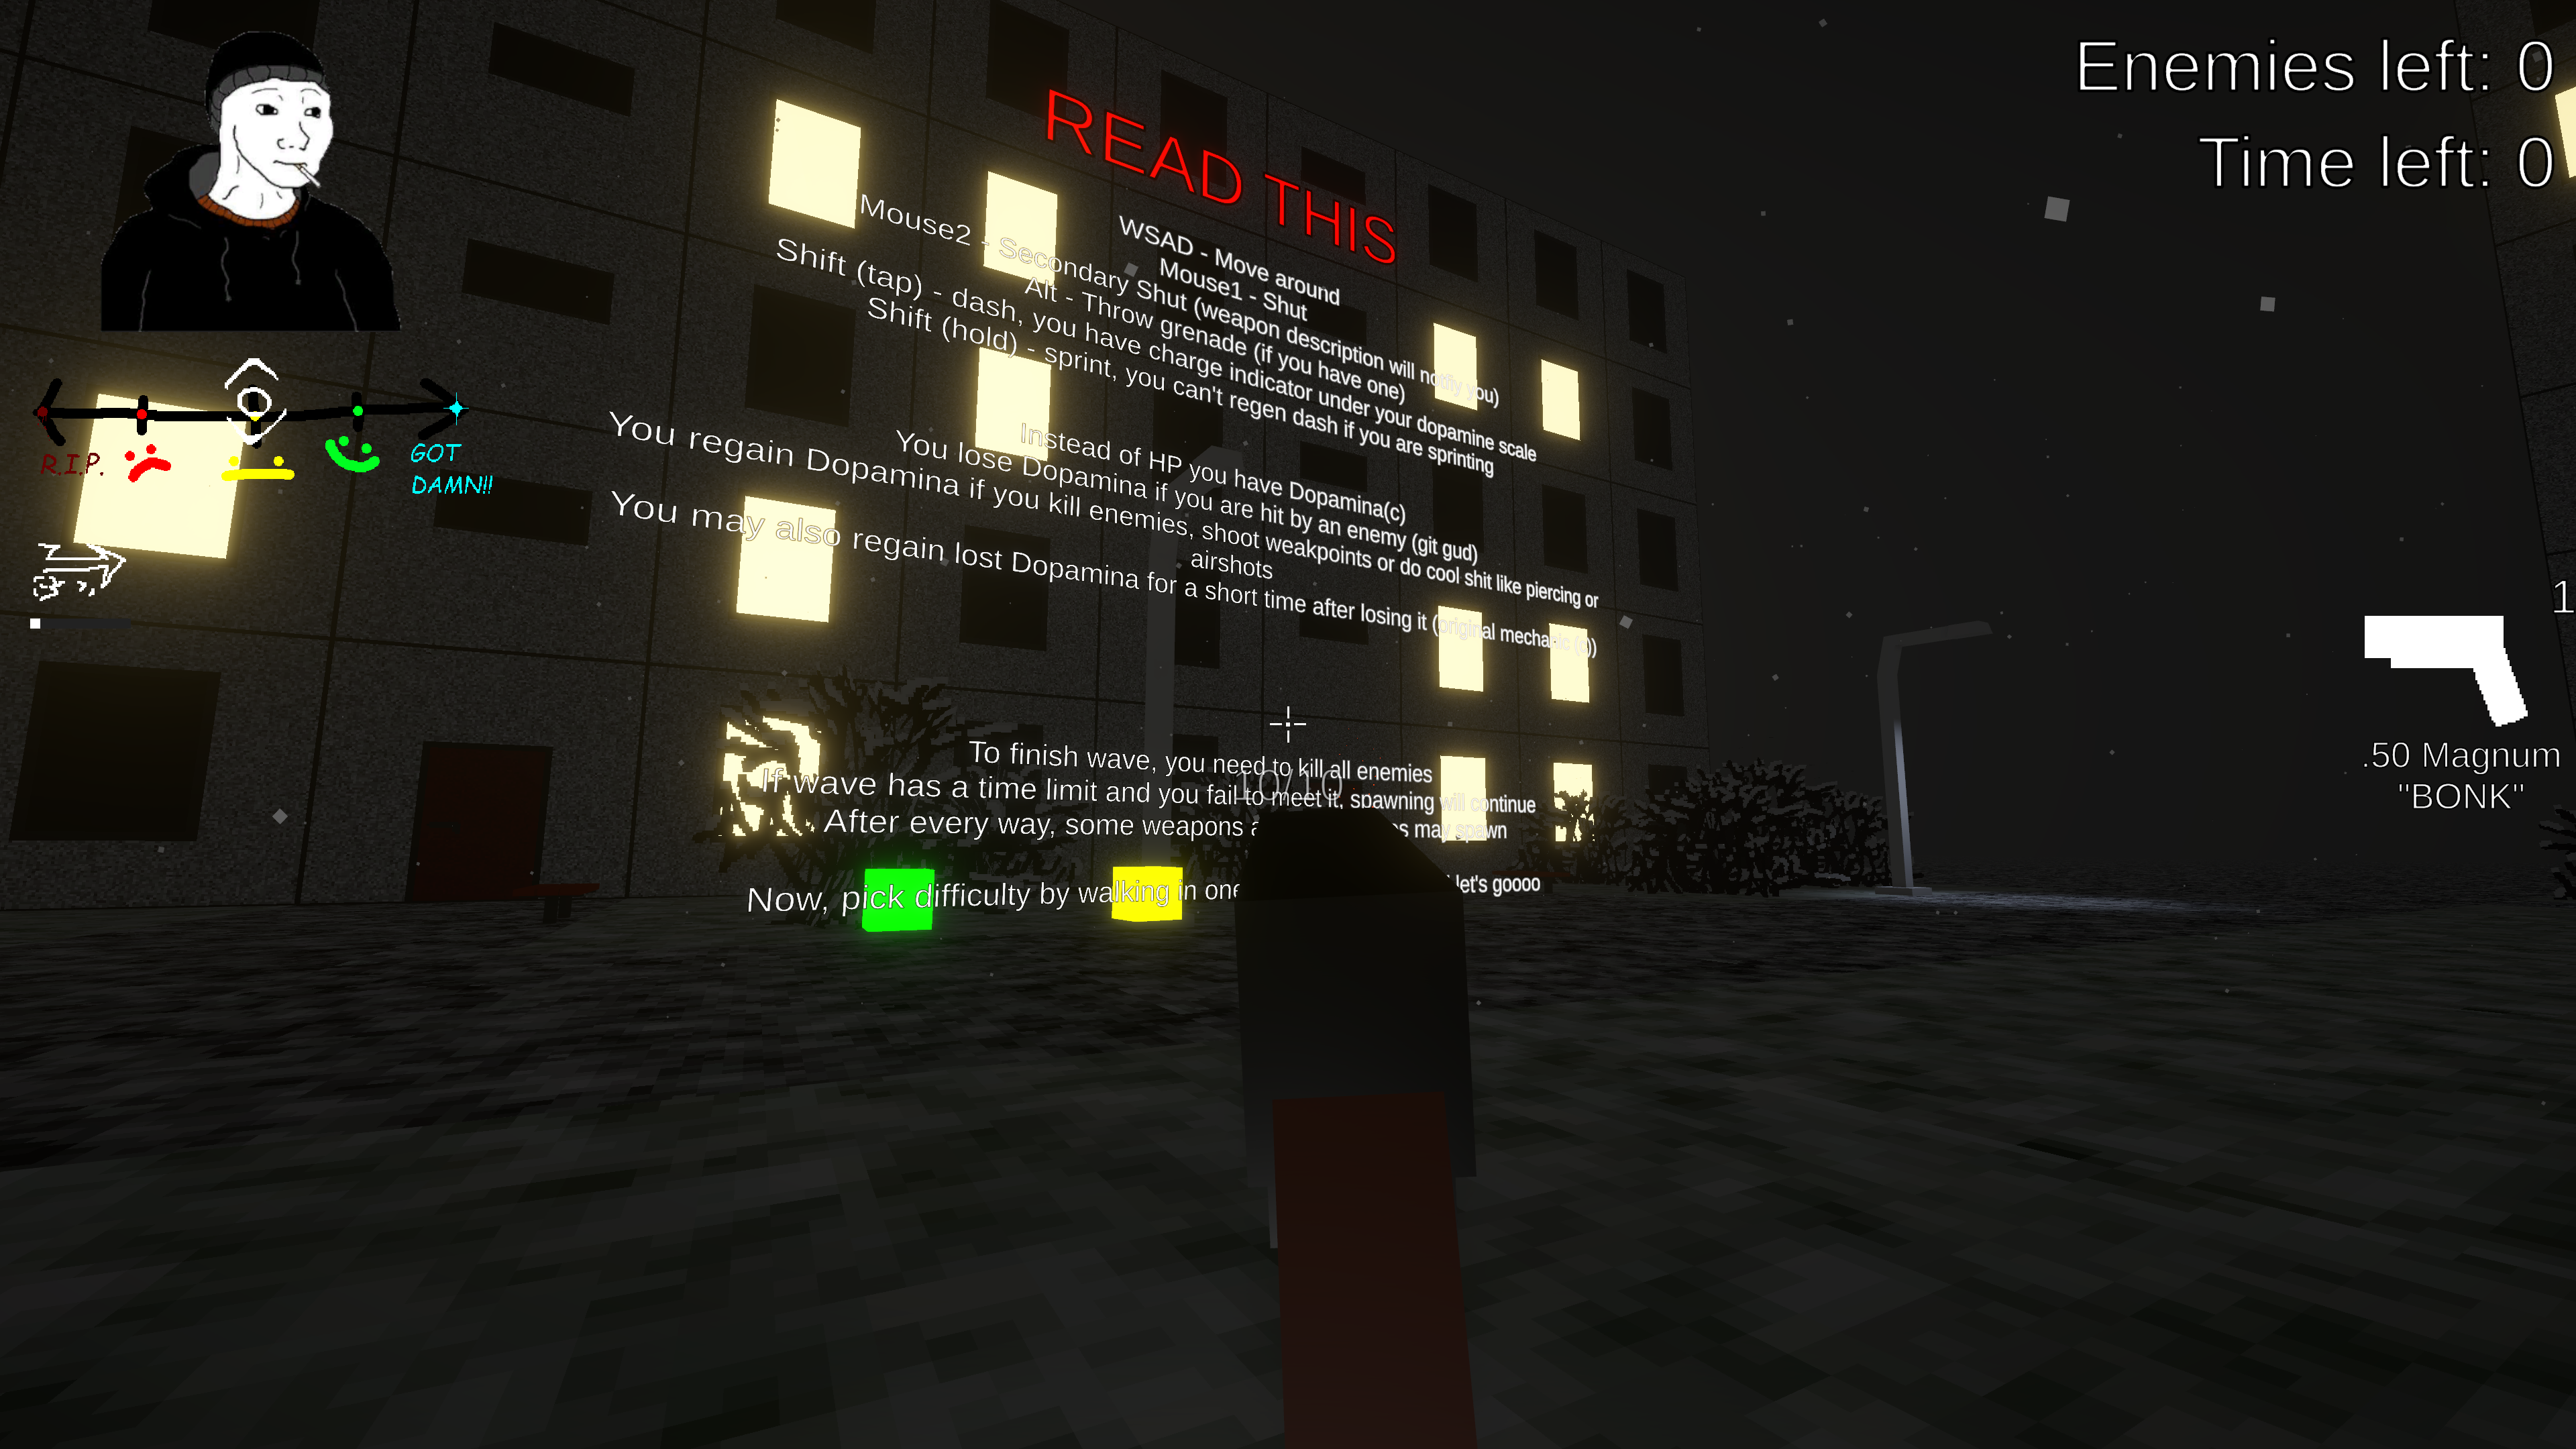 Enemies left: 0
Time left: 0
READ THIS
WSAD - Move around
Mouse1 - Shut
Mouse2 - Secondary Shut (weapon description will notify you)
Alt - Throw grenade (if you have one)
Shift (tap) - dash, you have charge indicator under your dopamine scale
Shift (hold) - sprint, you can't regen dash if you are sprinting
Instead of HP you have Dopamina(c)
You lose Dopamina if you are hit by an enemy (git gud)
You regain Dopamina if you kill enemies, shoot weakpoints or do cool shit like piercing or
airshots
You may also regain lost Dopamina for a short time after losing it (original mechanic (c))
R.I.P.
GOT
DAMN!!
1
.50 Magnum
"BONK"
To finish wave, you need to kill all enemies
10/10
If wave has a time limit and you fail to meet it, spawning will continue
After every way, some weapons may spawn
Now, pick difficulty by walking in one let's goooo